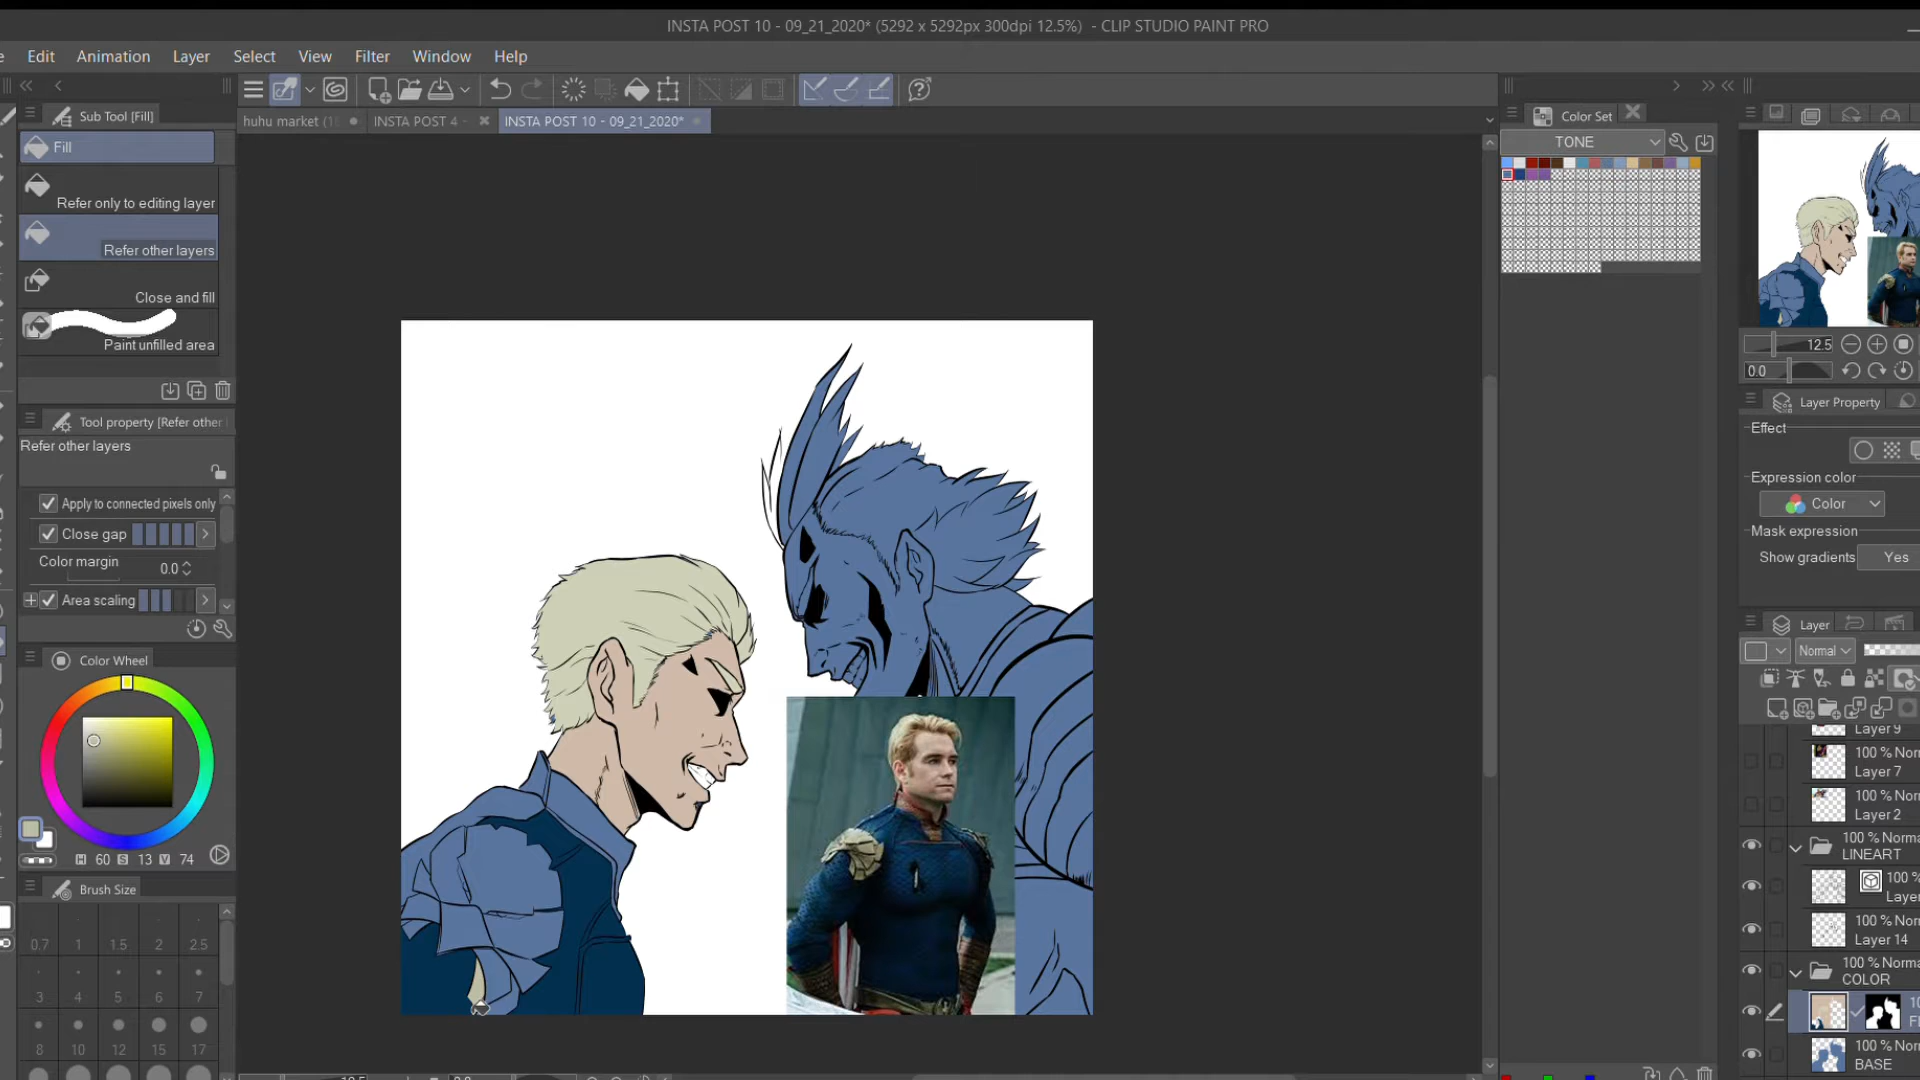 INSTA POST 10 - 09_21_2020* (5292 x 5292px 300dpi 12.5%) - CLIP STUDIO PAINT PRO
e Edit Animation Layer Select View Filter Window Help
Sub Tool [Fill]
huhu market (1 INSTA POST 4 - INSTA POST 10 - 09_21_2020*
Color Set
TONE
Fill
Refer only to editing layer
Refer other layers
Close and fill
Paint unfilled area
Tool property [Refer other l
Refer other layers
Apply to connected pixels only
Close gap
Color margin 0.0
Area scaling
Color Wheel
H 60 S 13 V 74
Brush Size
0.7 1 1.5 2 2.5
3 4 5 6 7
8 10 12 15 17
12.5
0.0
Layer Property
Effect
Expression color
Color
Mask expression
Show gradients Yes
Layer
Normal
Layer 9
100 % Norm
Layer 7
100 % Norm
Layer 2
100 % Norma
LINEART
100 %
Layer
100 % Norm
Layer 14
100 % Norma
COLOR
100 % Norm
BASE